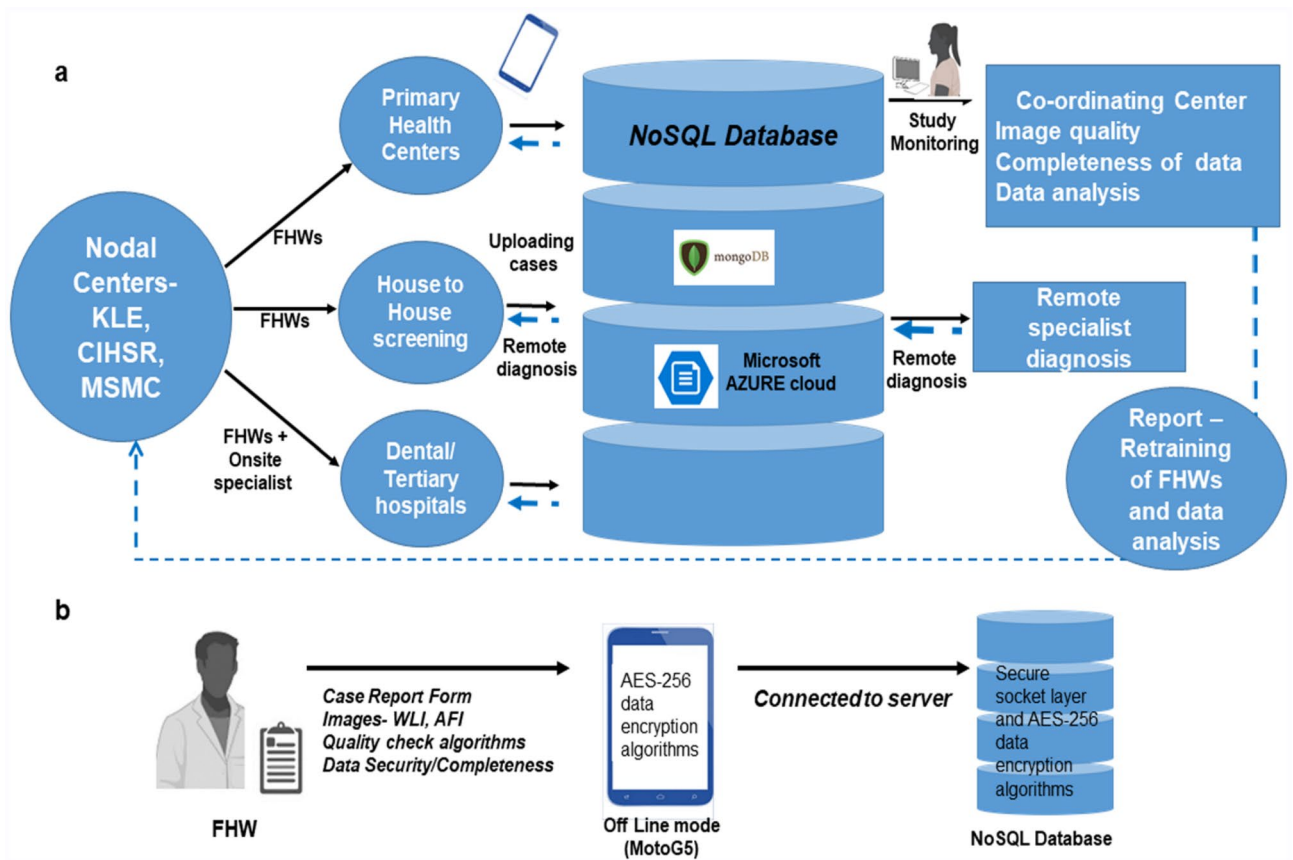 a
Nodal
Centers-
KLE,
CIHSR,
MSMC
FHWs
FHWs
FHWs +
Onsite
specialist
Primary
Health
Centers
House to
House
screening
Dental/
Tertiary
hospitals
Uploading
cases
Remote
diagnosis
NoSQL Database
mongoDB
Microsoft
AZURE cloud
Study
Monitoring
Remote
diagnosis
Co-ordinating Center
Image quality
Completeness of data
Data analysis
Remote
specialist
diagnosis
Report –
Retraining
of FHWs
and data
analysis
b
FHW
Case Report Form
Images- WLI, AFI
Quality check algorithms
Data Security/Completeness
AES-256
data
encryption
algorithms
Off Line mode
(MotoG5)
Connected to server
Secure
socket layer
and AES-256
data
encryption
algorithms
NoSQL Database